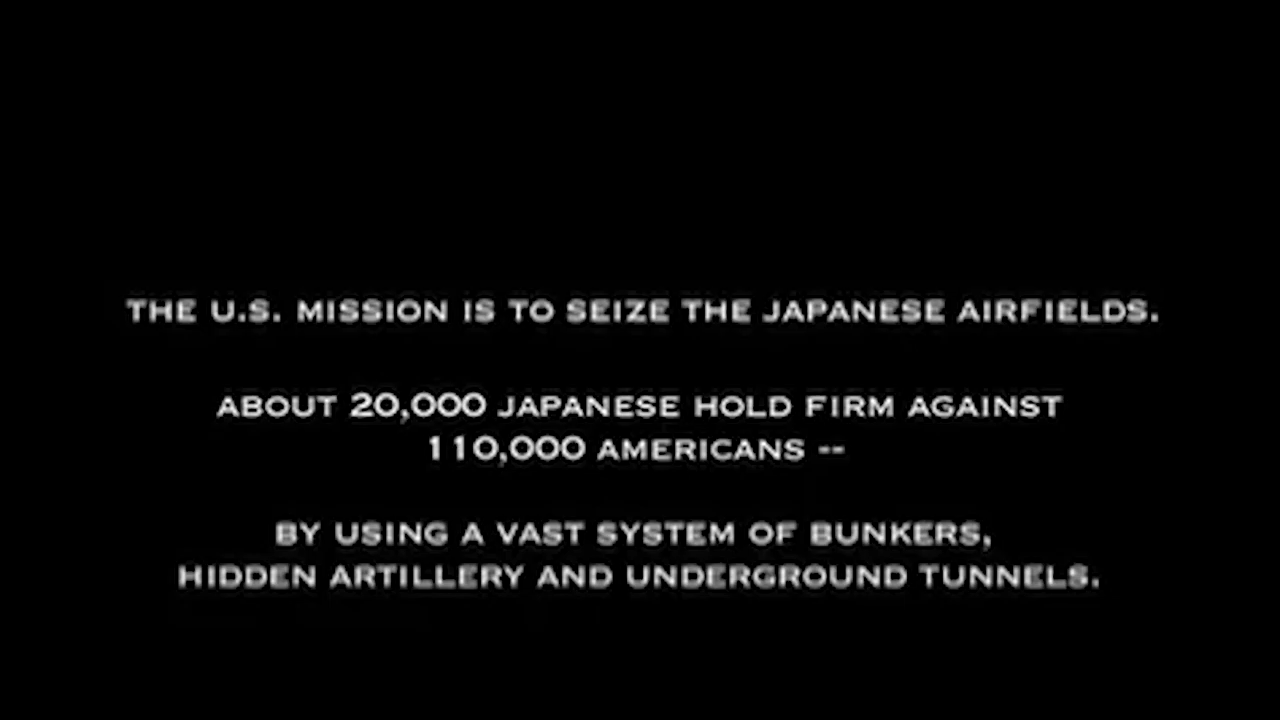 THE U.S. MISSION IS TO SEIZE THE JAPANESE AIRFIELDS.
ABOUT 20,000 JAPANESE HOLD FIRM AGAINST
110,000 AMERICANS --
BY USING A VAST SYSTEM OF BUNKERS,
HIDDEN ARTILLERY AND UNDERGROUND TUNNELS.